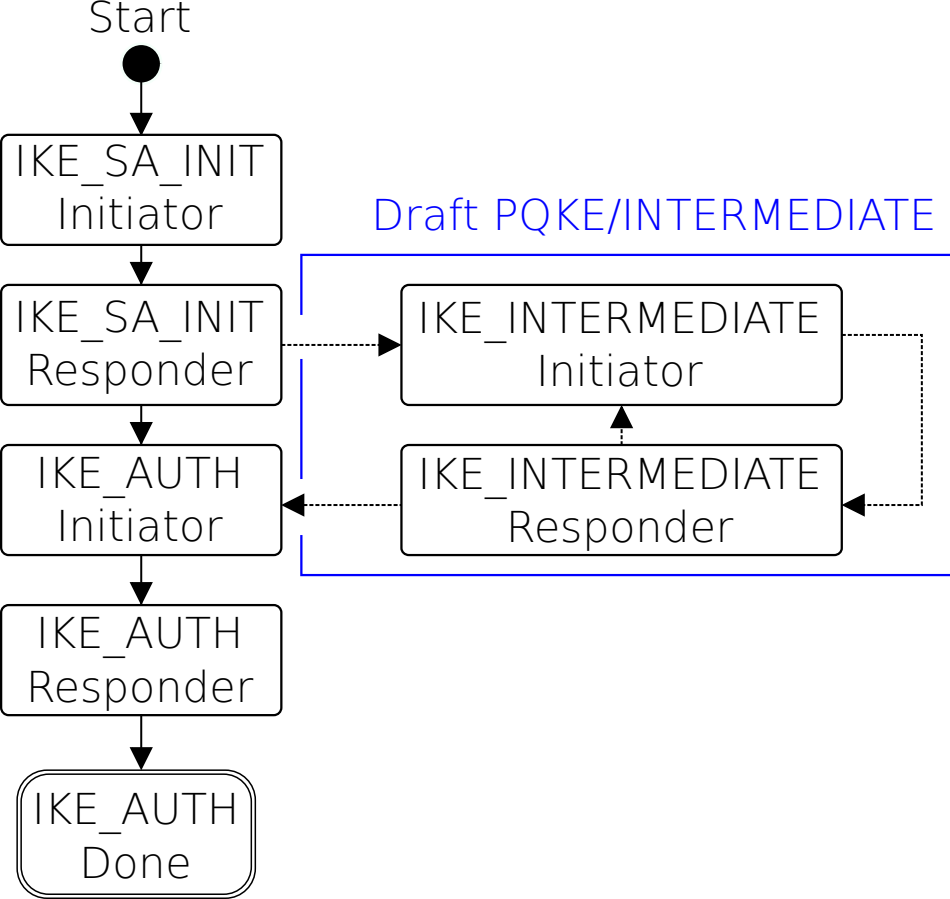 Start
IKE_SA_INIT
Initiator
Draft PQKE/INTERMEDIATE
IKE_SA_INIT
Responder
IKE_INTERMEDIATE
Initiator
IKE_AUTH
Initiator
IKE_INTERMEDIATE
Responder
IKE_AUTH
Responder
IKE_AUTH
Done